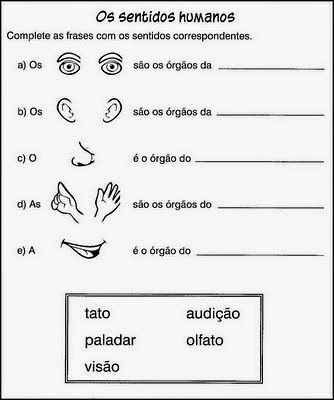 Os sentidos humanos
Complete as frases com os sentidos correspondentes.
a) Os são os órgãos da
b) Os são os órgãos da
c) O é o órgão do
d) As são os órgãos do
e) A é o órgão do
tato audição
paladar olfato
visão